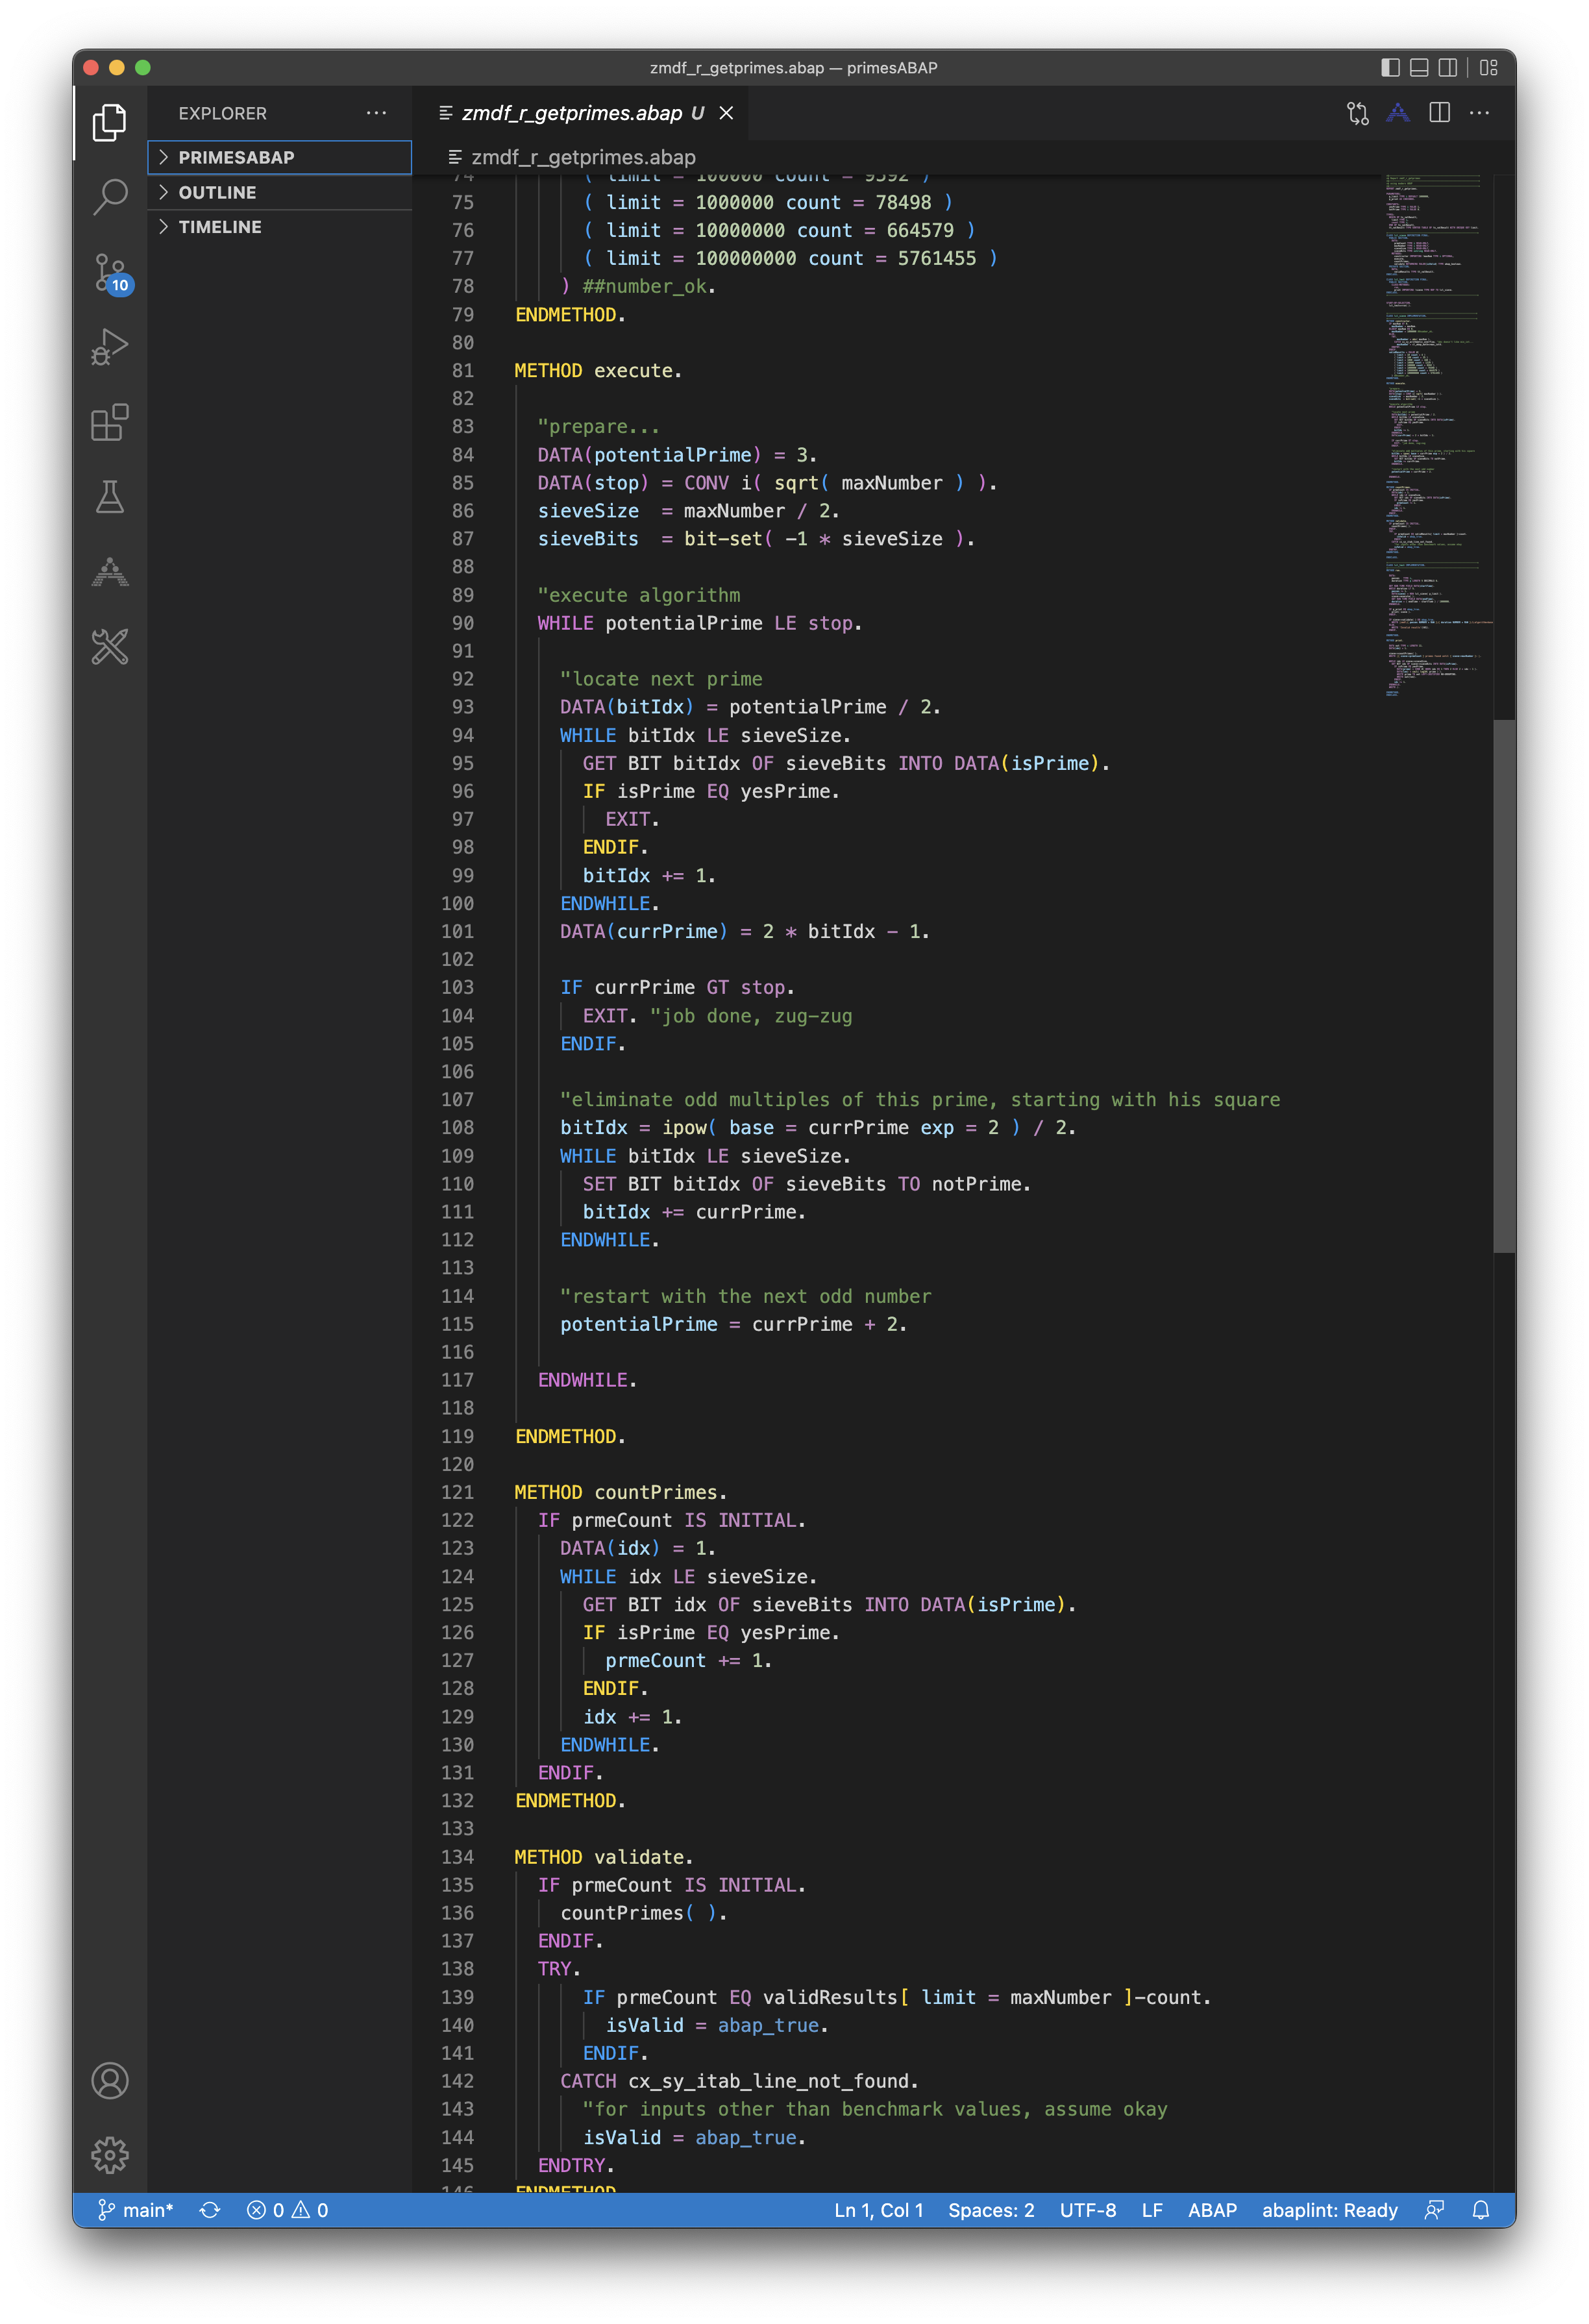 zmdf_r_getprimes.abap — primesABAP
EXPLORER
zmdf_r_getprimes.abap U
PRIMESABAP
zmdf_r_getprimes.abap
OUTLINE
TIMELINE
10
74 ( limit = 100000 count = 9592 )
75 ( limit = 1000000 count = 78498 )
76 ( limit = 10000000 count = 664579 )
77 ( limit = 100000000 count = 5761455 )
78 ) ##number_ok.
79 ENDMETHOD.
80
81 METHOD execute.
82
83 "prepare...
84 DATA(potentialPrime) = 3.
85 DATA(stop) = CONV i( sqrt( maxNumber ) ).
86 sieveSize  = maxNumber / 2.
87 sieveBits  = bit-set( -1 * sieveSize ).
88
89 "execute algorithm
90 WHILE potentialPrime LE stop.
91
92 "locate next prime
93 DATA(bitIdx) = potentialPrime / 2.
94 WHILE bitIdx LE sieveSize.
95 GET BIT bitIdx OF sieveBits INTO DATA(isPrime).
96 IF isPrime EQ yesPrime.
97 EXIT.
98 ENDIF.
99 bitIdx += 1.
100 ENDWHILE.
101 DATA(currPrime) = 2 * bitIdx - 1.
102
103 IF currPrime GT stop.
104 EXIT. "job done, zug-zug
105 ENDIF.
106
107 "eliminate odd multiples of this prime, starting with his square
108 bitIdx = ipow( base = currPrime exp = 2 ) / 2.
109 WHILE bitIdx LE sieveSize.
110 SET BIT bitIdx OF sieveBits TO notPrime.
111 bitIdx += currPrime.
112 ENDWHILE.
113
114 "restart with the next odd number
115 potentialPrime = currPrime + 2.
116
117 ENDWHILE.
118
119 ENDMETHOD.
120
121 METHOD countPrimes.
122 IF prmeCount IS INITIAL.
123 DATA(idx) = 1.
124 WHILE idx LE sieveSize.
125 GET BIT idx OF sieveBits INTO DATA(isPrime).
126 IF isPrime EQ yesPrime.
127 prmeCount += 1.
128 ENDIF.
129 idx += 1.
130 ENDWHILE.
131 ENDIF.
132 ENDMETHOD.
133
134 METHOD validate.
135 IF prmeCount IS INITIAL.
136 countPrimes( ).
137 ENDIF.
138 TRY.
139 IF prmeCount EQ validResults[ limit = maxNumber ]-count.
140 isValid = abap_true.
141 ENDIF.
142 CATCH cx_sy_itab_line_not_found.
143 "for inputs other than benchmark values, assume okay
144 isValid = abap_true.
145 ENDTRY.
146 ENDMETHOD
main* 0 0 Ln 1, Col 1 Spaces: 2 UTF-8 LF ABAP abaplint: Ready